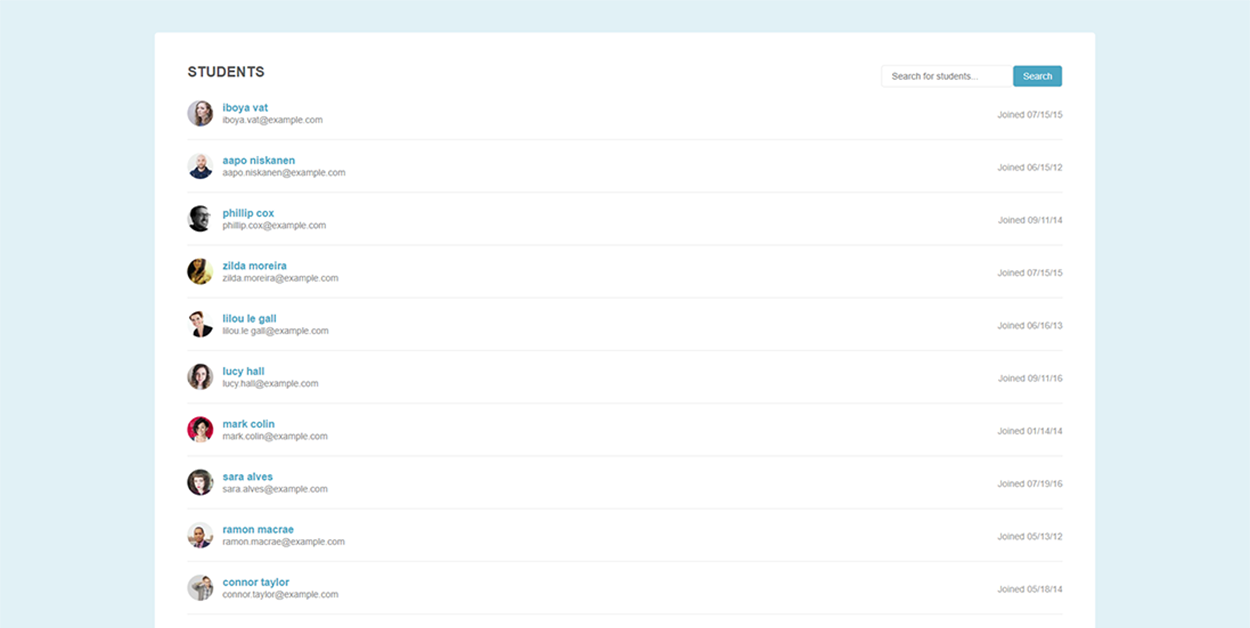 STUDENTS
Search for students...
Search
iboya vat
iboya.vat@example.com
Joined 07/15/15
aapo niskanen
aapo.niskanen@example.com
Joined 06/15/12
phillip cox
phillip.cox@example.com
Joined 09/11/14
zilda moreira
zilda.moreira@example.com
Joined 07/15/15
lilou le gall
lilou.le gall@example.com
Joined 06/16/13
lucy hall
lucy.hall@example.com
Joined 09/11/16
mark colin
mark.colin@example.com
Joined 01/14/14
sara alves
sara.alves@example.com
Joined 07/19/16
ramon macrae
ramon.macrae@example.com
Joined 05/13/12
connor taylor
connor.taylor@example.com
Joined 05/18/14